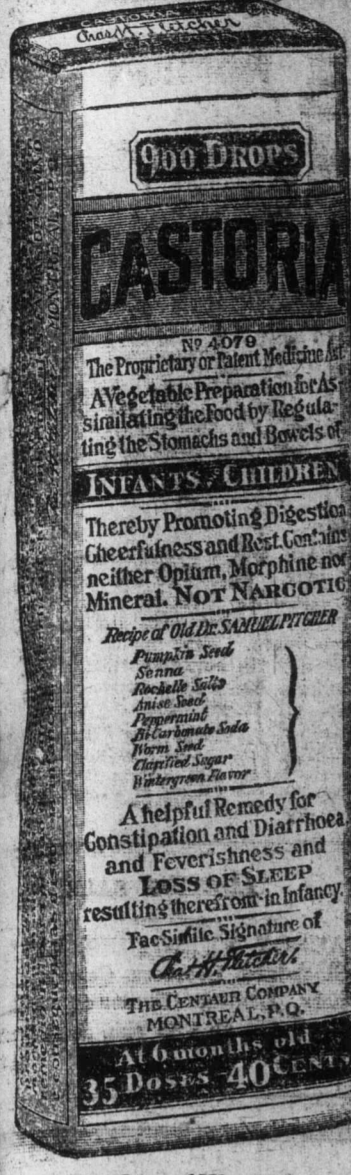 Chas H. Fletcher
900 DROPS
CASTORIA
Nº 4079
The Proprietary or Patent Medicine Act
A Vegetable Preparation for As-
similating the Food by Regula-
ting the Stomachs and Bowels of
INFANTS CHILDREN
Thereby Promoting Digestion
Cheerfulness and Rest. Contains
neither Opium, Morphine nor
Mineral. NOT NARCOTIC
Recipe of Old Dr. SAMUEL PITCHER
Pumpkin Seed
Senna
Rochelle Salts
Anise Seed
Peppermint
Bi Carbonate Soda
Worm Seed
Clarified Sugar
Wintergreen Flavor
A helpful Remedy for
Constipation and Diarrhoea.
and Feverishness and
LOSS OF SLEEP
resulting therefrom in Infancy.
Fac Simile Signature of
Chas H. Fletcher.
THE CENTAUR COMPANY
MONTREAL, P.Q.
At 6 months old
35 DOSES - 40 CENTS